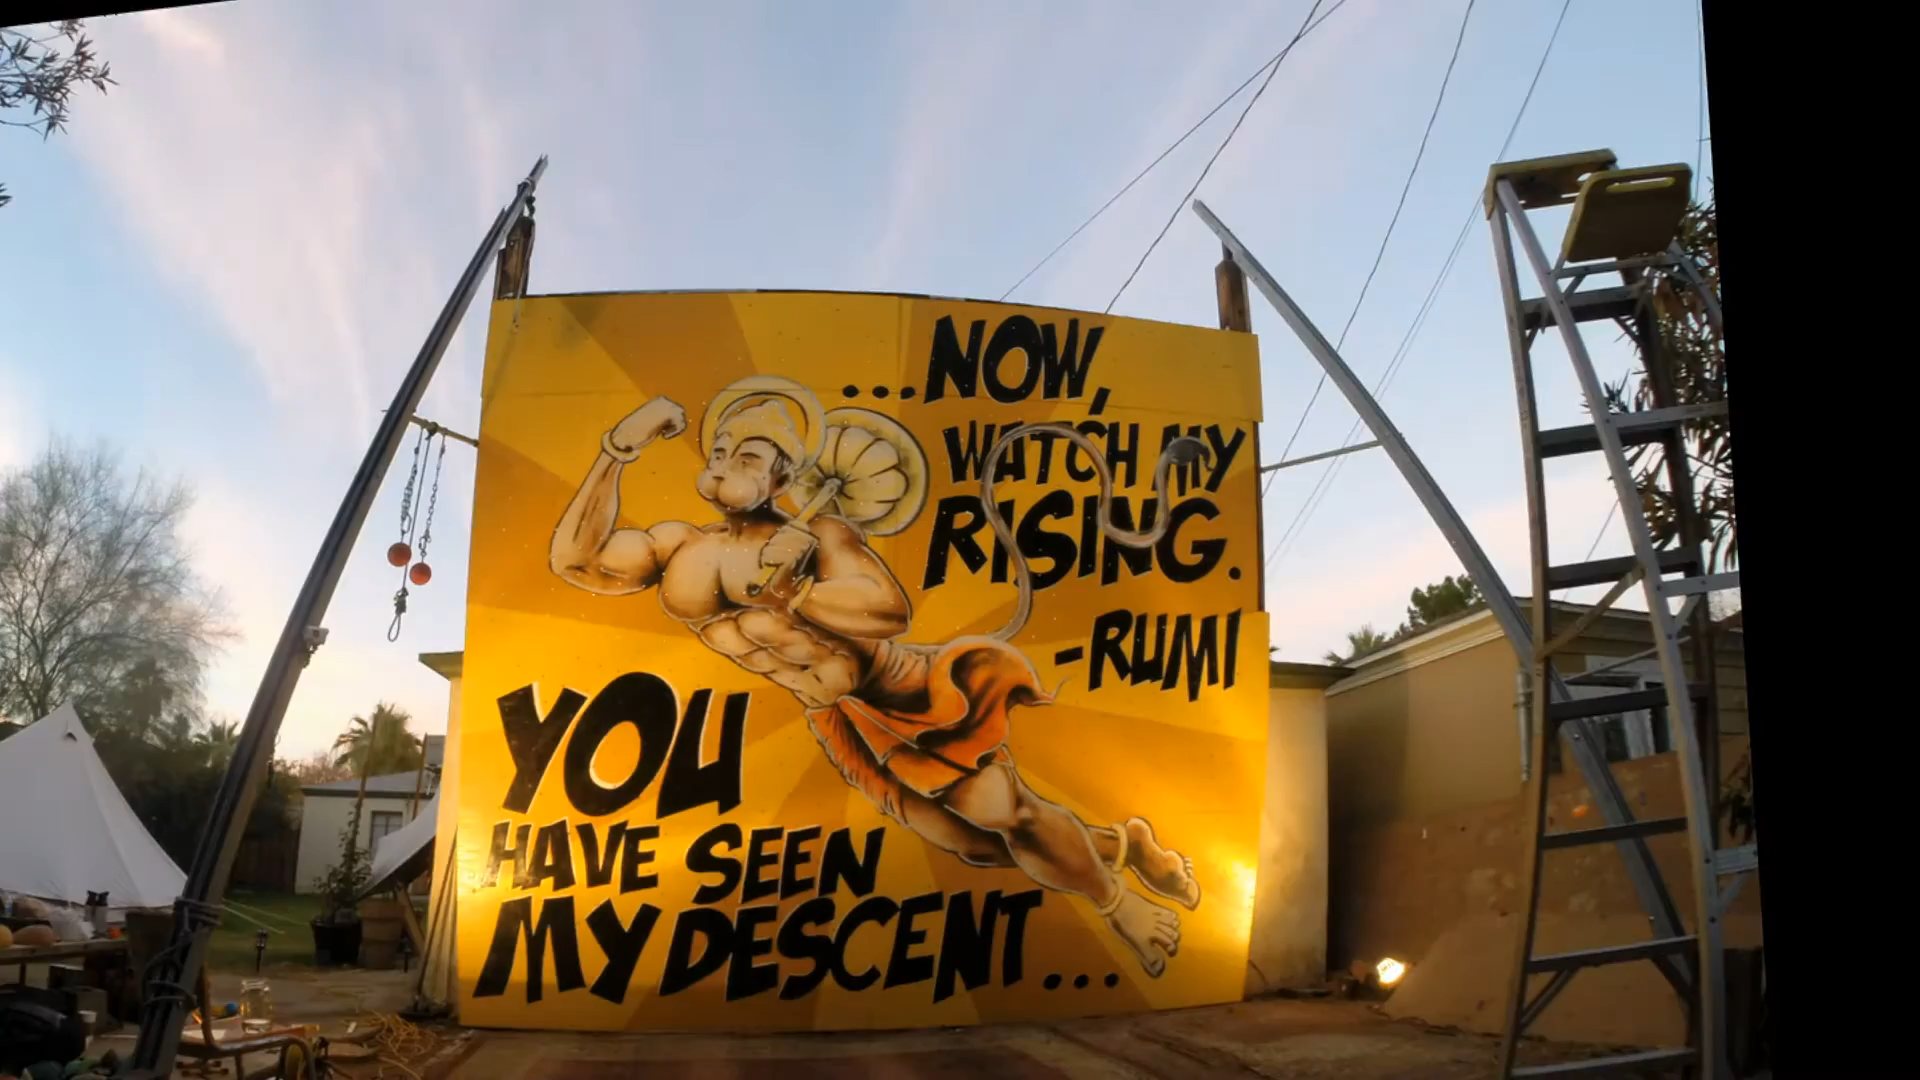 YOU
HAVE SEEN
MY DESCENT...
...NOW,
WATCH MY
RISING.
-RUMI